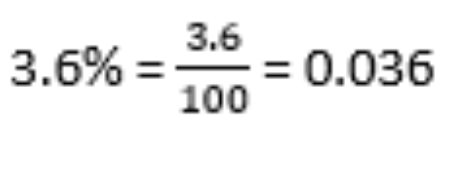 3.6% = 3.6/100 = 0.036